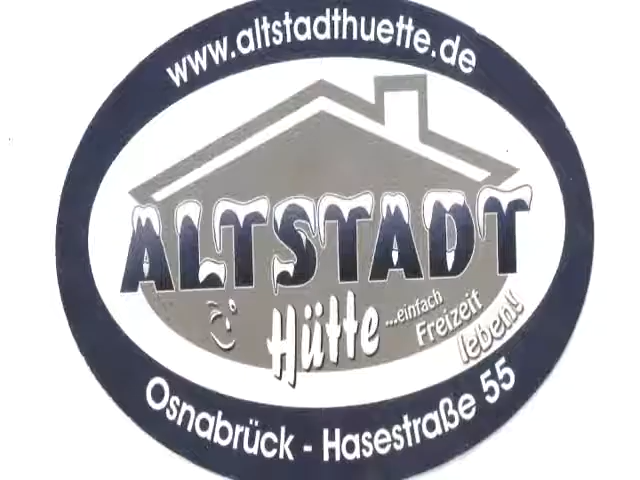 www.altstadthuette.de
ALTSTADT
Hütte
...einfach
Freizeit
leben!
Osnabrück - Hasestraße 55